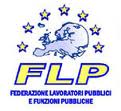 FLP
FEDERAZIONE LAVORATORI PUBBLICI
E FUNZIONI PUBBLICHE